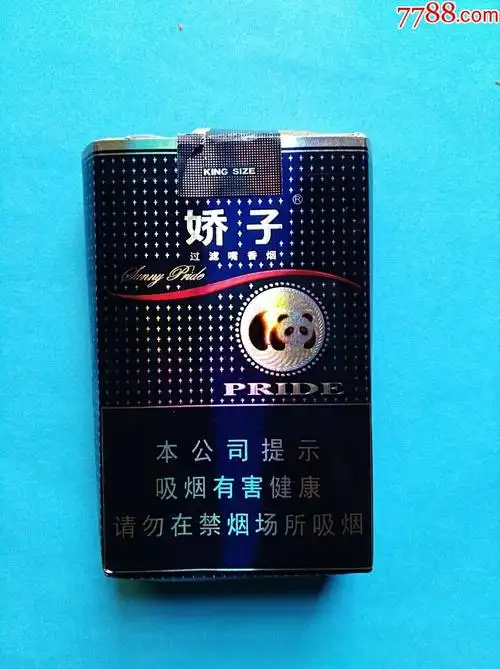 7788.com
KING SIZE
娇子®
过滤嘴香烟
Sunny Pride
PRIDE
本公司提示
吸烟有害健康
请勿在禁烟场所吸烟